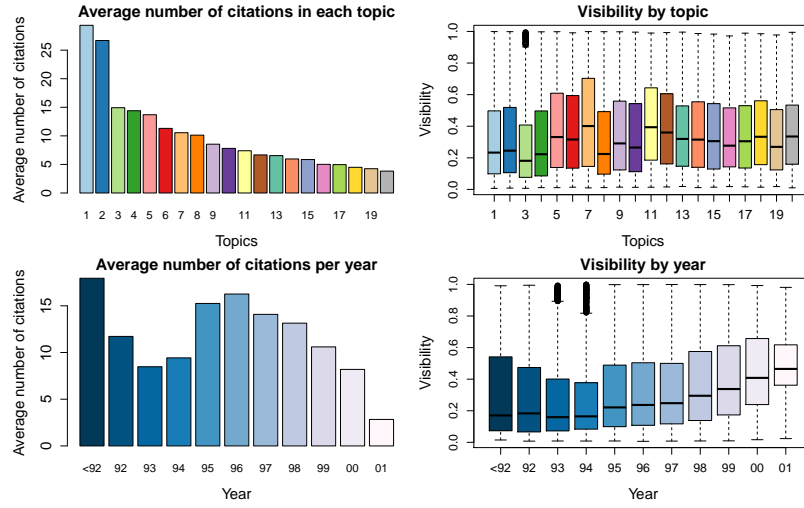 Average number of citations in each topic
Average number of citations
0 5 10 15 20 25
1 2 3 4 5 6 7 8 9 11 13 15 17 19
Topics
Visibility by topic
Visibility
0.0 0.2 0.4 0.6 0.8 1.0
1 3 5 7 9 11 13 15 17 19
Topics
Average number of citations per year
Average number of citations
0 5 10 15
<92 92 93 94 95 96 97 98 99 00 01
Year
Visibility by year
Visibility
0.0 0.2 0.4 0.6 0.8 1.0
<92 92 93 94 95 96 97 98 99 00 01
Year